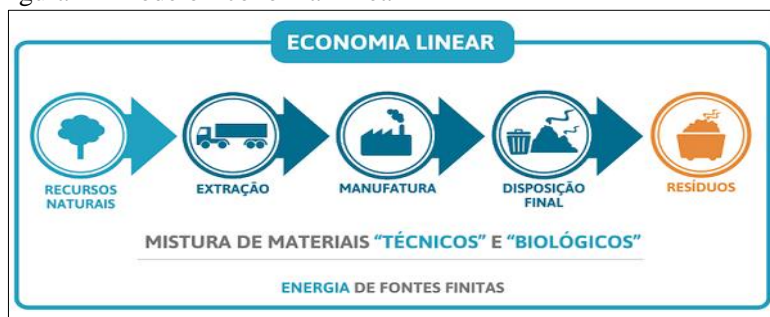 ECONOMIA LINEAR
RECURSOS
NATURAIS
EXTRAÇÃO
MANUFATURA
DISPOSIÇÃO
FINAL
RESÍDUOS
MISTURA DE MATERIAIS “TÉCNICOS” E “BIOLÓGICOS”
ENERGIA DE FONTES FINITAS